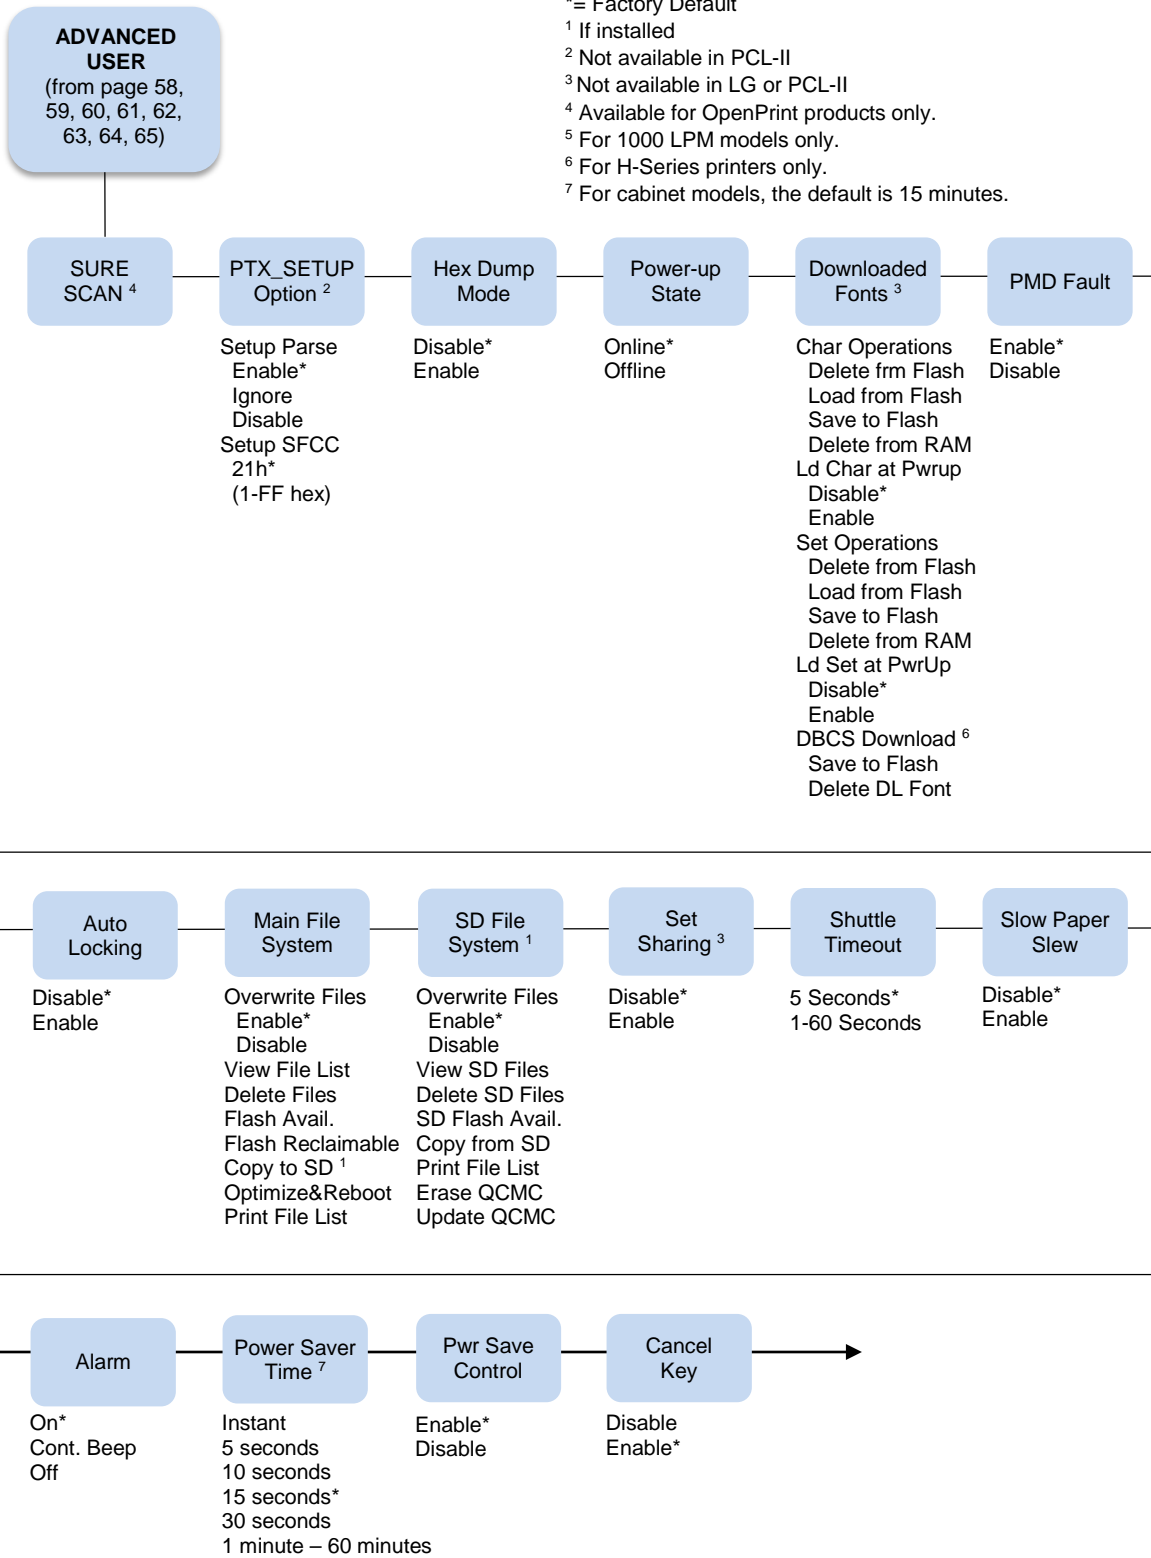 *= Factory Default
1 If installed
2 Not available in PCL-II
3 Not available in LG or PCL-II
4 Available for OpenPrint products only.
5 For 1000 LPM models only.
6 For H-Series printers only.
7 For cabinet models, the default is 15 minutes.
ADVANCED
USER
(from page 58,
59, 60, 61, 62,
63, 64, 65)
SURE
SCAN 4
PTX_SETUP
Option 2
Setup Parse
Enable*
Ignore
Disable
Setup SFCC
21h*
(1-FF hex)
Hex Dump
Mode
Disable*
Enable
Power-up
State
Online*
Offline
Downloaded
Fonts 3
Char Operations
Delete frm Flash
Load from Flash
Save to Flash
Delete from RAM
Ld Char at Pwrup
Disable*
Enable
Set Operations
Delete from Flash
Load from Flash
Save to Flash
Delete from RAM
Ld Set at PwrUp
Disable*
Enable
DBCS Download 6
Save to Flash
Delete DL Font
PMD Fault
Enable*
Disable
Auto
Locking
Disable*
Enable
Main File
System
Overwrite Files
Enable*
Disable
View File List
Delete Files
Flash Avail.
Flash Reclaimable
Copy to SD 1
Optimize&Reboot
Print File List
SD File
System 1
Overwrite Files
Enable*
Disable
View SD Files
Delete SD Files
SD Flash Avail.
Copy from SD
Print File List
Erase QCMC
Update QCMC
Set
Sharing 3
Disable*
Enable
Shuttle
Timeout
5 Seconds*
1-60 Seconds
Slow Paper
Slew
Disable*
Enable
Alarm
On*
Cont. Beep
Off
Power Saver
Time 7
Instant
5 seconds
10 seconds
15 seconds*
30 seconds
1 minute – 60 minutes
Pwr Save
Control
Enable*
Disable
Cancel
Key
Disable
Enable*